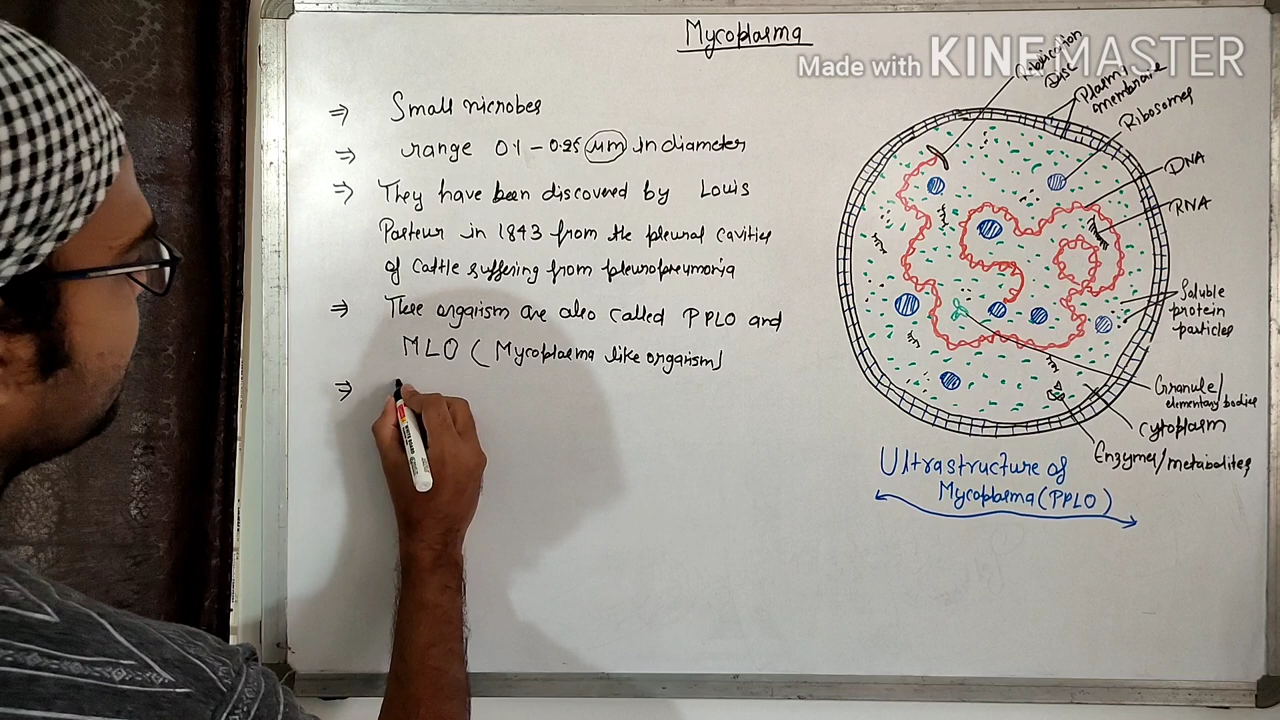 Mycoplasma
Made with KINEMASTER
⇒ Small microbes
⇒ range 0.1 – 0.25 µm in diameter
⇒ They have been discovered by Louis
Pasteur in 1843 from the pleural cavities
of Cattle suffering from pleuropneumonia
⇒ These organism are also called PPLO and
MLO (Mycoplasma like organism)
⇒
Replication
Disc
Plasma
membrane
Ribosomes
DNA
RNA
Soluble
protein
particles
Granule/
elementary bodies
Cytoplasm
Enzymes/metabolites
Ultrastructure of
Mycoplasma (PPLO)